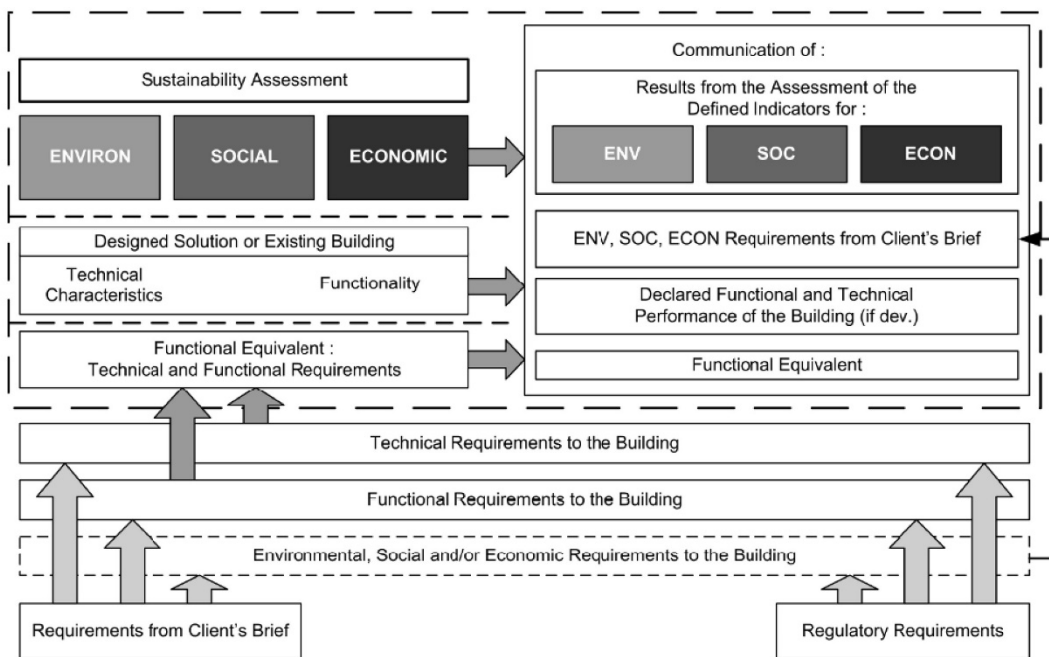 Sustainability Assessment
ENVIRON
SOCIAL
ECONOMIC
Designed Solution or Existing Building
Technical
Characteristics
Functionality
Functional Equivalent :
Technical and Functional Requirements
Communication of :
Results from the Assessment of the
Defined Indicators for :
ENV
SOC
ECON
ENV, SOC, ECON Requirements from Client's Brief
Declared Functional and Technical
Performance of the Building (if dev.)
Functional Equivalent
Technical Requirements to the Building
Functional Requirements to the Building
Environmental, Social and/or Economic Requirements to the Building
Requirements from Client's Brief
Regulatory Requirements